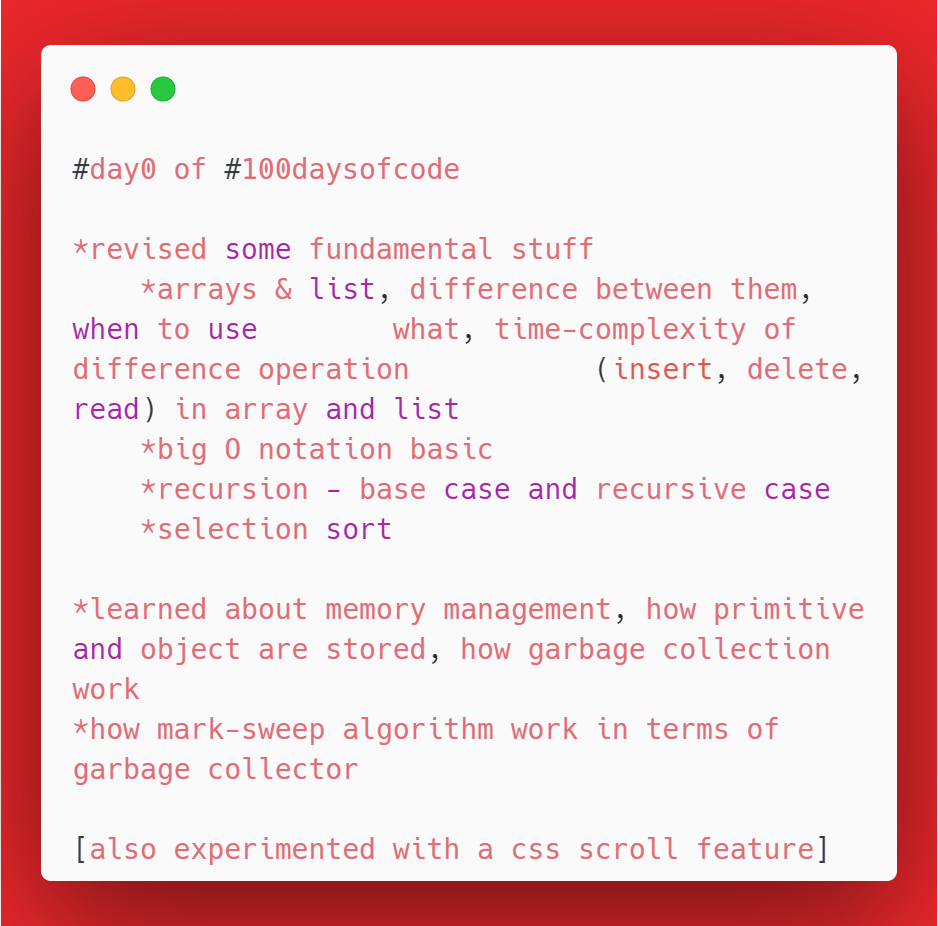 #day0 of #100daysofcode
*revised some fundamental stuff
    *arrays & list, difference between them,
when to use        what, time-complexity of
difference operation           (insert, delete,
read) in array and list
    *big O notation basic
    *recursion - base case and recursive case
    *selection sort
*learned about memory management, how primitive
and object are stored, how garbage collection
work
*how mark-sweep algorithm work in terms of
garbage collector
[also experimented with a css scroll feature]